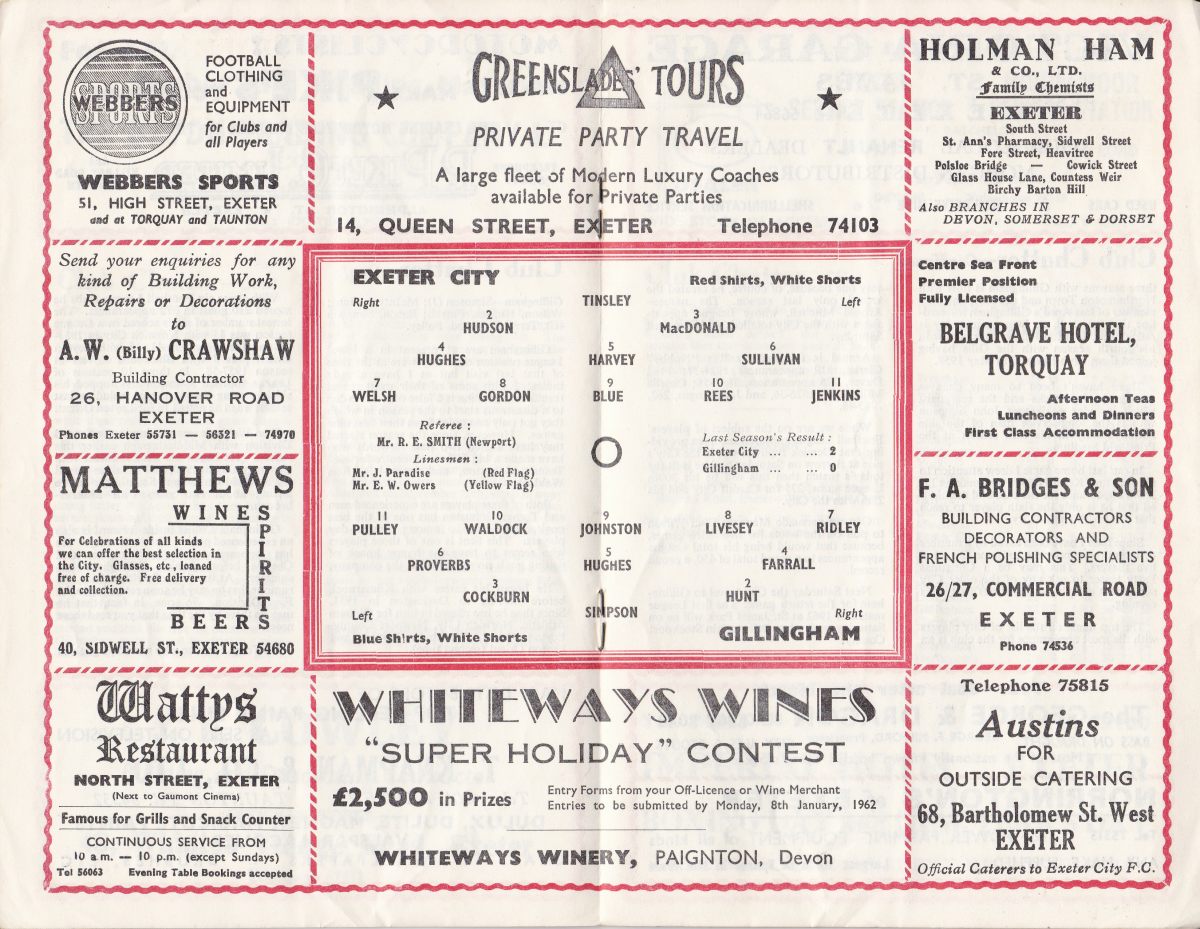 WEBBERS
SPORTS
FOOTBALL
CLOTHING
and
EQUIPMENT
for Clubs and
all Players
WEBBERS SPORTS
51, HIGH STREET, EXETER
and at TORQUAY and TAUNTON
GREENSLADES' TOURS
PRIVATE PARTY TRAVEL
A large fleet of Modern Luxury Coaches
available for Private Parties
14, QUEEN STREET, EXETER Telephone 74103
HOLMAN HAM
& CO., LTD.
Family Chemists
EXETER
South Street
St. Ann's Pharmacy, Sidwell Street
Fore Street, Heavitree
Polsloe Bridge — Cowick Street
Glass House Lane, Countess Weir
Birchy Barton Hill
Also BRANCHES IN
DEVON, SOMERSET & DORSET
Send your enquiries for any
kind of Building Work,
Repairs or Decorations
to
A. W. (Billy) CRAWSHAW
Building Contractor
26, HANOVER ROAD
EXETER
Phones Exeter 55731 — 56321 — 74970
EXETER CITY Red Shirts, White Shorts
Right TINSLEY Left
2 3
HUDSON MacDONALD
4 5 6
HUGHES HARVEY SULLIVAN
7 8 9 10 11
WELSH GORDON BLUE REES JENKINS
Referee :
Mr. R. E. SMITH (Newport)
Linesmen :
Mr. J. Paradise (Red Flag)
Mr. E. W. Owers (Yellow Flag)
Last Season's Result :
Exeter City ... ... 2
Gillingham ... ... 0
11 10 9 8 7
PULLEY WALDOCK JOHNSTON LIVESEY RIDLEY
6 5 4
PROVERBS HUGHES FARRALL
3 2
COCKBURN HUNT
Left SIMPSON Right
Blue Shirts, White Shorts GILLINGHAM
Centre Sea Front
Premier Position
Fully Licensed
BELGRAVE HOTEL,
TORQUAY
Afternoon Teas
Luncheons and Dinners
First Class Accommodation
MATTHEWS
WINES
SPIRITS
BEERS
For Celebrations of all kinds
we can offer the best selection in
the City. Glasses, etc , loaned
free of charge. Free delivery
and collection.
40, SIDWELL ST., EXETER 54680
F. A. BRIDGES & SON
BUILDING CONTRACTORS
DECORATORS AND
FRENCH POLISHING SPECIALISTS
26/27, COMMERCIAL ROAD
EXETER
Phone 74536
Wattys
Restaurant
NORTH STREET, EXETER
(Next to Gaumont Cinema)
Famous for Grills and Snack Counter
CONTINUOUS SERVICE FROM
10 a.m. — 10 p.m. (except Sundays)
Tel 56063 Evening Table Bookings accepted
WHITEWAYS WINES
“SUPER HOLIDAY” CONTEST
£2,500 in Prizes
Entry Forms from your Off-Licence or Wine Merchant
Entries to be submitted by Monday, 8th January, 1962
WHITEWAYS WINERY, PAIGNTON, Devon
Telephone 75815
Austins
FOR
OUTSIDE CATERING
68, Bartholomew St. West
EXETER
Official Caterers to Exeter City F.C.